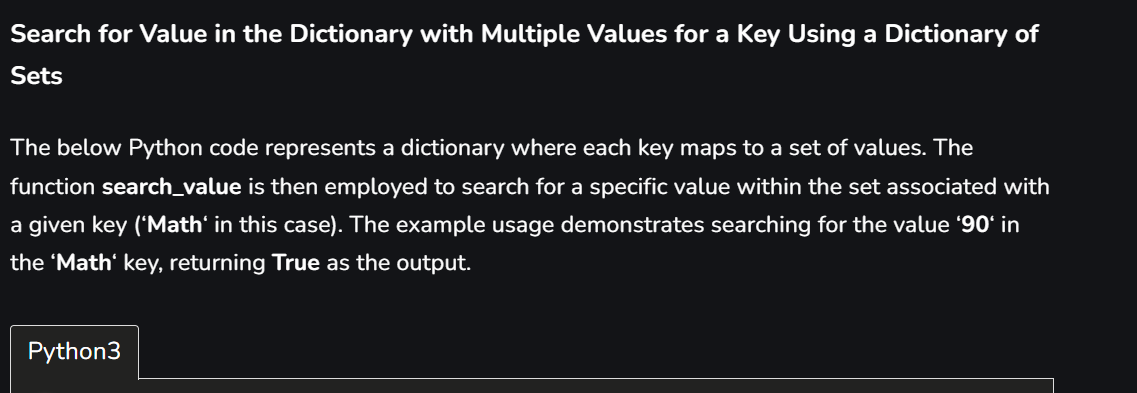 Search for Value in the Dictionary with Multiple Values for a Key Using a Dictionary of
Sets
The below Python code represents a dictionary where each key maps to a set of values. The
function search_value is then employed to search for a specific value within the set associated with
a given key (‘Math‘ in this case). The example usage demonstrates searching for the value ‘90‘ in
the ‘Math‘ key, returning True as the output.
Python3